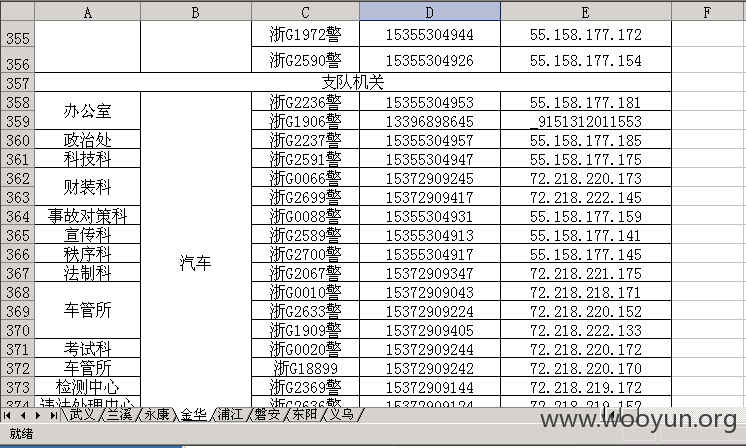 A B C D E F
355 浙G1972警 15355304944 55.158.177.172
356 浙G2590警 15355304926 55.158.177.154
357 支队机关
358 办公室 浙G2236警 15355304953 55.158.177.181
359 浙G1906警 13396898645 _9151312011553
360 政治处 浙G2237警 15355304957 55.158.177.185
361 科技科 浙G2591警 15355304947 55.158.177.175
362 财装科 浙G0066警 15372909245 72.218.220.173
363 浙G2699警 15372909417 72.218.222.145
364 事故对策科 浙G0088警 15355304931 55.158.177.159
365 宣传科 浙G2589警 15355304913 55.158.177.141
366 秩序科 汽车 浙G2700警 15355304917 55.158.177.145
367 法制科 浙G2067警 15372909347 72.218.221.175
368 车管所 浙G0010警 15372909043 72.218.218.171
369 浙G2633警 15372909224 72.218.220.152
370 浙G1909警 15372909405 72.218.222.133
371 考试科 浙G0020警 15372909244 72.218.220.172
372 车管所 浙G18899 15372909242 72.218.220.170
373 检测中心 浙G2369警 15372909144 72.218.219.172
374 违法处理中心 浙G2636警 15372909124 72.218.219.152
武义 兰溪 永康 金华 浦江 磐安 东阳 义乌
www.wooyun.org
就绪